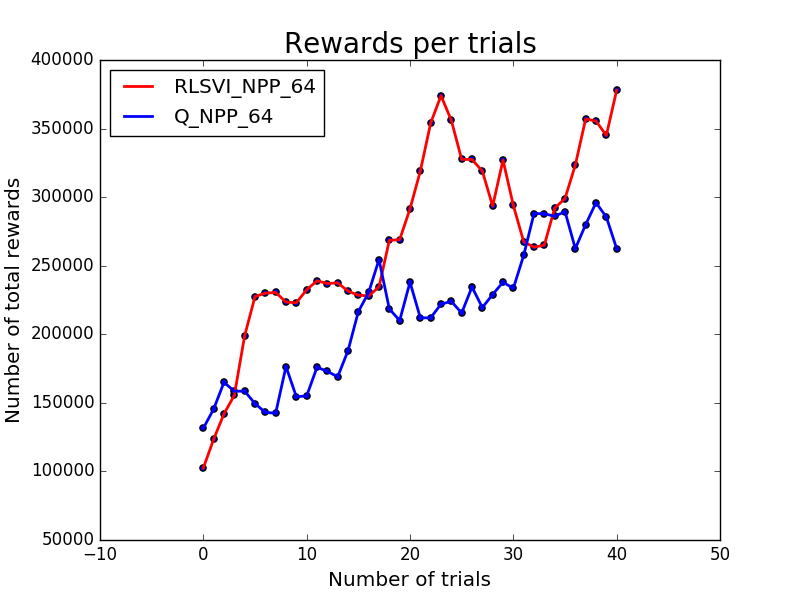 Rewards per trials
RLSVI_NPP_64
Q_NPP_64
Number of total rewards
400000
350000
300000
250000
200000
150000
100000
50000
−10 0 10 20 30 40 50
Number of trials